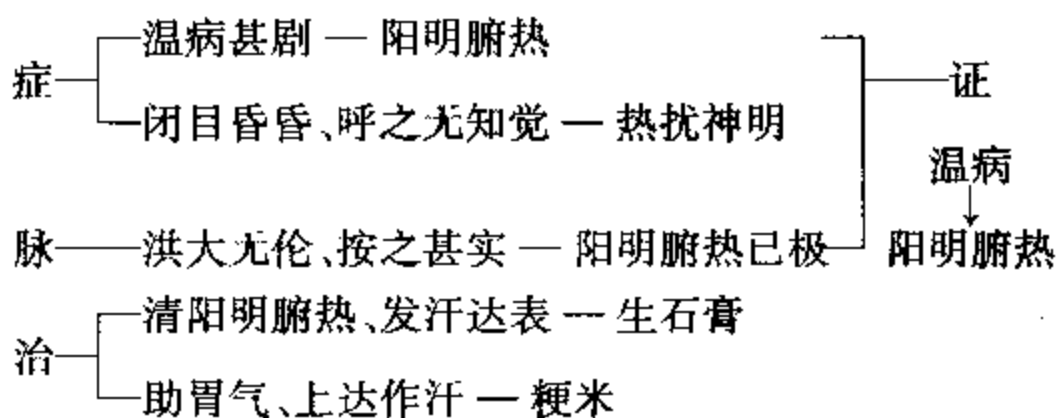 温病甚剧 — 阳明腑热
症
证
闭目昏昏、呼之无知觉 — 热扰神明
温病
脉 洪大无伦、按之甚实 — 阳明腑热已极 阳明腑热
清阳明腑热、发汗达表 — 生石膏
治
助胃气、上达作汗 — 粳米